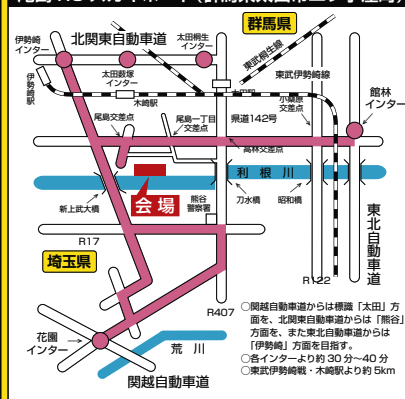 群馬県
伊勢崎
インター
北関東自動車道
太田桐生
インター
東武桐生線
太田藪塚
インター
東武伊勢崎線
伊勢崎駅
木崎駅
太田駅
小桑原
交差点
館林
インター
尾島交差点
尾島一丁目
交差点
県道142号
高林交差点
利根川
会場
新上武大橋
熊谷
警察署
刀水橋
昭和橋
東北自動車道
R17
埼玉県
R122
R407
花園
インター
荒川
関越自動車道
○関越自動車道からは標識「太田」方
面を、北関東自動車道からは「熊谷」
方面を、また東北自動車道からは
「伊勢崎」方面を目指す。
○各インターより約30分〜40分
○東武伊勢崎戦・木崎駅より約5km